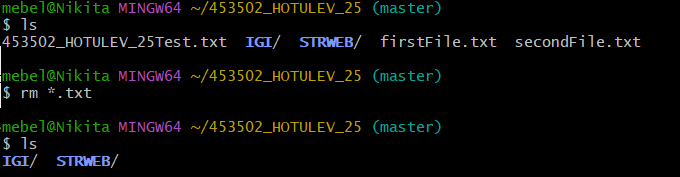 mebel@Nikita MINGW64 ~/453502_HOTULEV_25 (master)
$ ls
453502_HOTULEV_25Test.txt  IGI/  STRWEB/  firstFile.txt  secondFile.txt
mebel@Nikita MINGW64 ~/453502_HOTULEV_25 (master)
$ rm *.txt
mebel@Nikita MINGW64 ~/453502_HOTULEV_25 (master)
$ ls
IGI/  STRWEB/